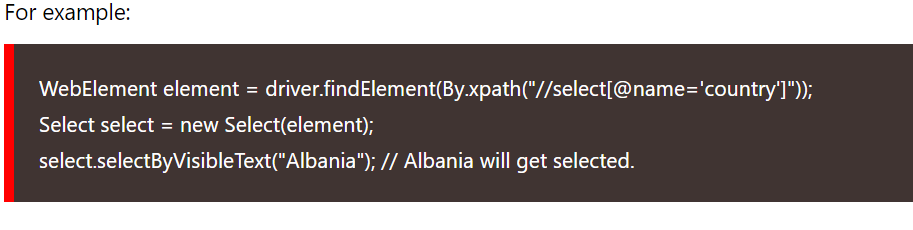 For example:
WebElement element = driver.findElement(By.xpath("//select[@name='country']"));
Select select = new Select(element);
select.selectByVisibleText("Albania"); // Albania will get selected.